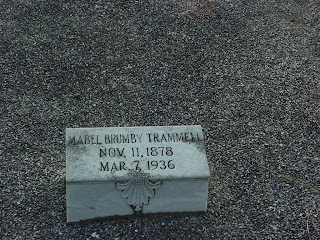 MABEL BRUMBY TRAMMELL
NOV. 11, 1878
MAR. 7, 1936